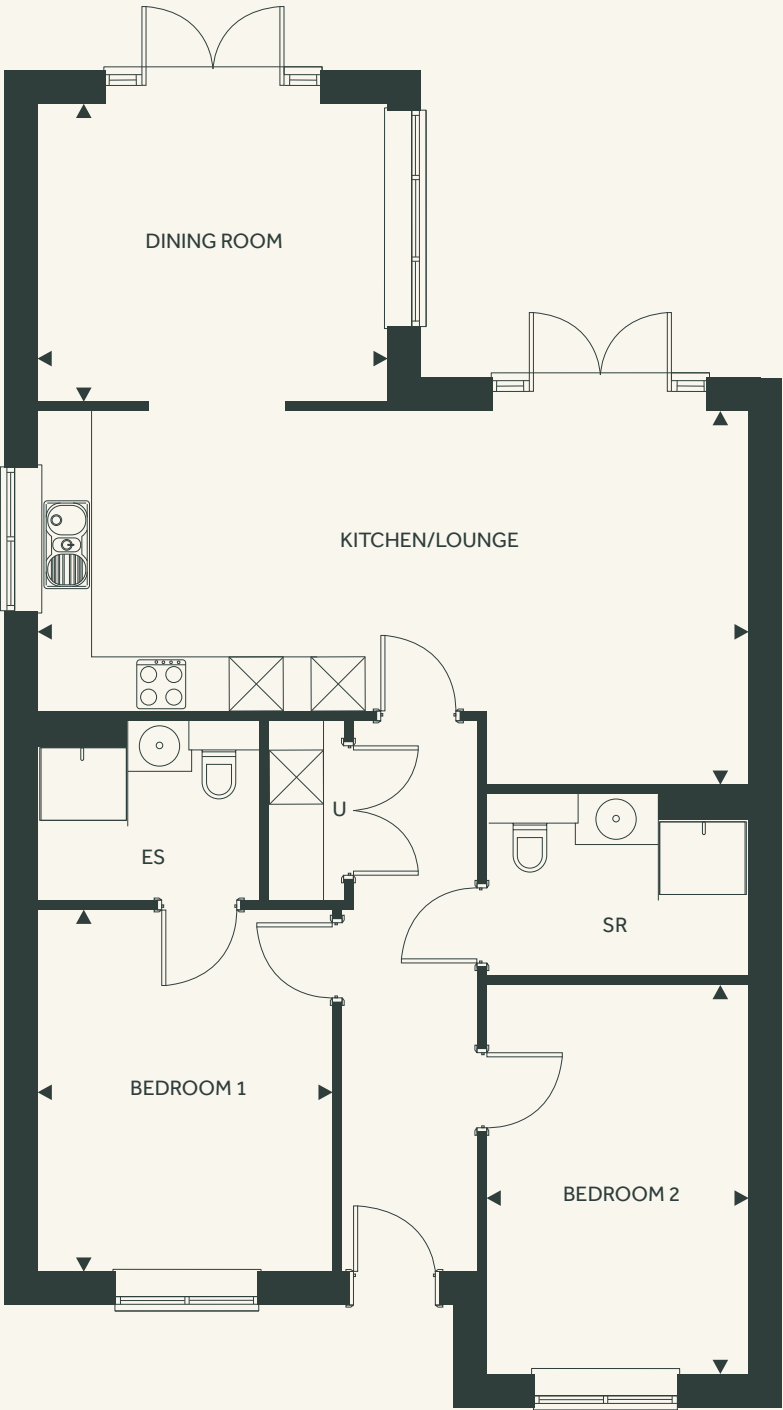 DINING ROOM
KITCHEN/LOUNGE
U
ES
SR
BEDROOM 1
BEDROOM 2